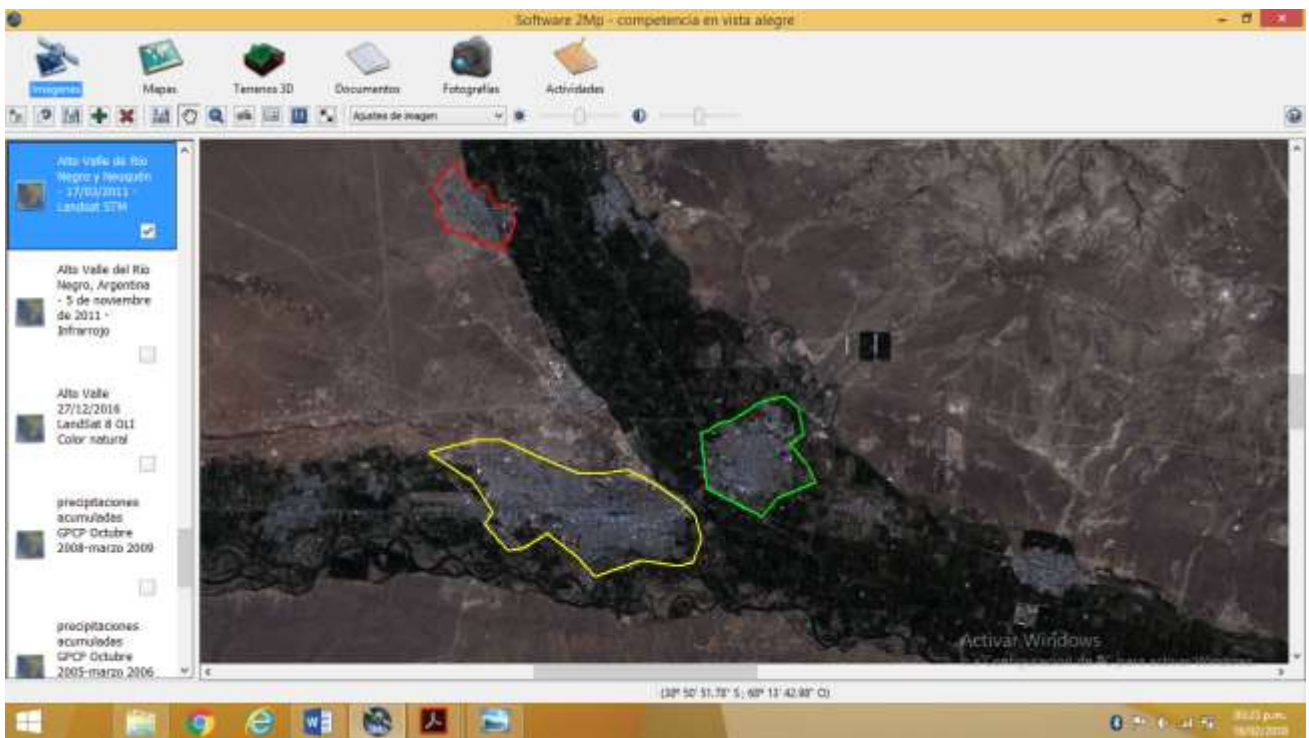 Software 2Mp - competencia en vista alegre
Imagenes
Mapas
Terrenos 3D
Documentos
Fotografías
Actividades
Ajustes de imagen
Alto Valle de Río
Negro y Neuquén
- 17/03/2011 -
Landsat 5TM
Alto Valle del Río
Negro, Argentina
- 5 de noviembre
de 2011 -
Infrarrojo
Alto Valle
27/12/2016
LandSat 8 OLI
Color natural
precipitaciones
acumuladas
GPCP Octubre
2008-marzo 2009
precipitaciones
acumuladas
GPCP Octubre
2005-marzo 2006
Activar Windows